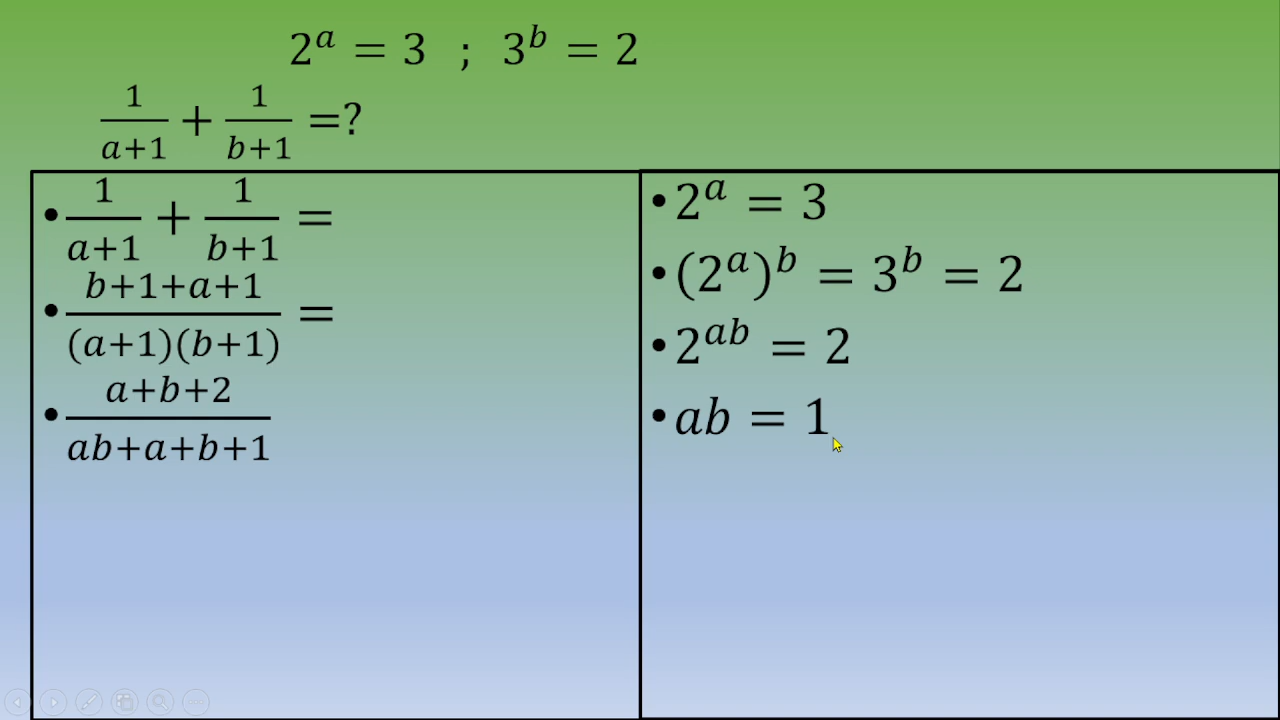 2^a = 3 ; 3^b = 2
1/(a+1) + 1/(b+1) =?
• 1/(a+1) + 1/(b+1) =
• (b+1+a+1)/((a+1)(b+1)) =
• (a+b+2)/(ab+a+b+1)
• 2^a = 3
• (2^a)^b = 3^b = 2
• 2^(ab) = 2
• ab = 1